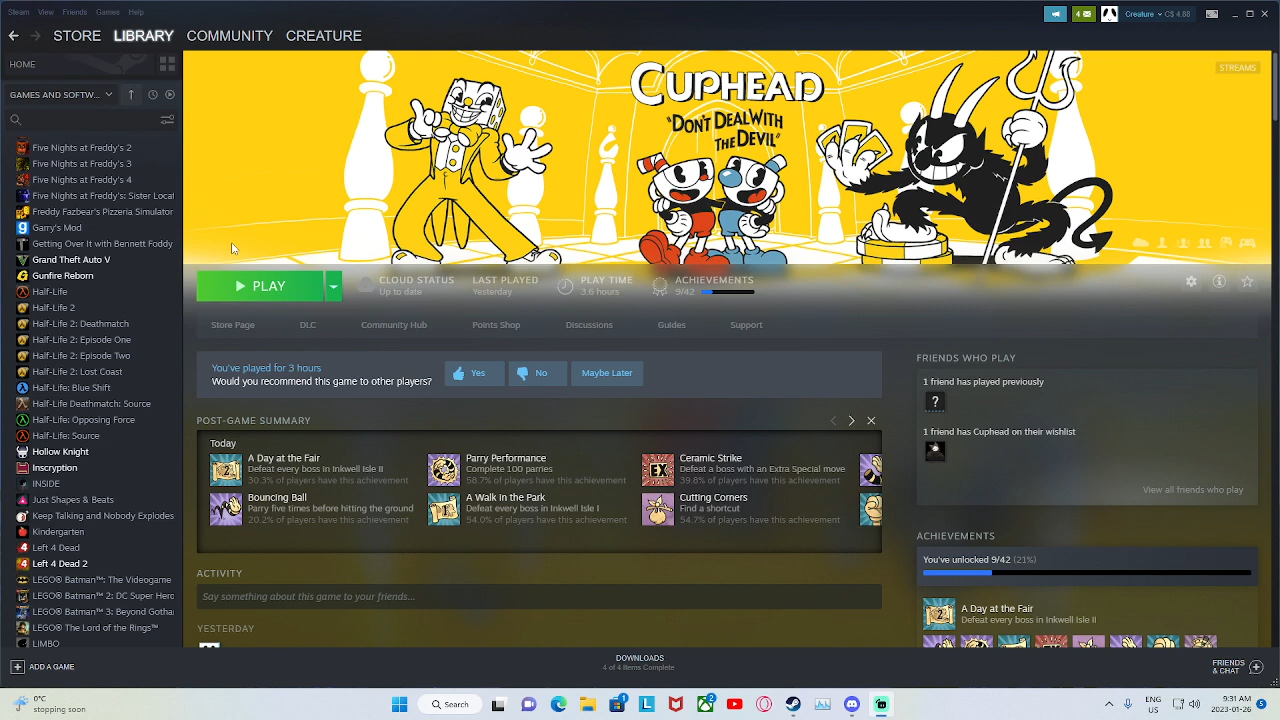 Steam View Friends Games Help
4
Creature C$ 4.88
STORE LIBRARY COMMUNITY CREATURE
HOME
GAMES AND SOFTW...
Five Nights at Freddy's 2
Five Nights at Freddy's 3
Five Nights at Freddy's 4
Five Nights at Freddy's: Sister Locat
Freddy Fazbear's Pizzeria Simulator
Garry's Mod
Getting Over It with Bennett Foddy
Grand Theft Auto V
Gunfire Reborn
Half-Life
Half-Life 2
Half-Life 2: Deathmatch
Half-Life 2: Episode One
Half-Life 2: Episode Two
Half-Life 2: Lost Coast
Half-Life: Blue Shift
Half-Life Deathmatch: Source
Half-Life: Opposing Force
Half-Life: Source
Hollow Knight
Inscryption
INSIDE
Just Shapes & Beats
Keep Talking and Nobody Explodes
Kindergarten
Left 4 Dead
Left 4 Dead 2
LEGO® Batman™: The Videogame
LEGO® Batman™ 2: DC Super Hero
LEGO® Batman™ 3: Beyond Gotha
LEGO® The Lord of the Rings™
LIMBO
ADD A GAME
STREAMS
CUPHEAD
"DON'T DEAL WITH
THE DEVIL"
PLAY
CLOUD STATUS
Up to date
LAST PLAYED
Yesterday
PLAY TIME
3.6 hours
ACHIEVEMENTS
9/42
Store Page DLC Community Hub Points Shop Discussions Guides Support
You've played for 3 hours
Would you recommend this game to other players?
Yes No Maybe Later
POST-GAME SUMMARY
Today
A Day at the Fair
Defeat every boss in Inkwell Isle II
30.3% of players have this achievement
Parry Performance
Complete 100 parries
58.7% of players have this achievement
Ceramic Strike
Defeat a boss with an Extra Special move
39.8% of players have this achievement
Bouncing Ball
Parry five times before hitting the ground
20.2% of players have this achievement
A Walk in the Park
Defeat every boss in Inkwell Isle I
54.0% of players have this achievement
Cutting Corners
Find a shortcut
54.7% of players have this achievement
ACTIVITY
Say something about this game to your friends...
YESTERDAY
FRIENDS WHO PLAY
1 friend has played previously
?
1 friend has Cuphead on their wishlist
View all friends who play
ACHIEVEMENTS
You've unlocked 9/42 (21%)
A Day at the Fair
Defeat every boss in Inkwell Isle II
DOWNLOADS
4 of 4 Items Complete
FRIENDS
& CHAT
0°C
stopping soon
Search
1
2
ENG
US
9:31 AM
2023-01-26
5